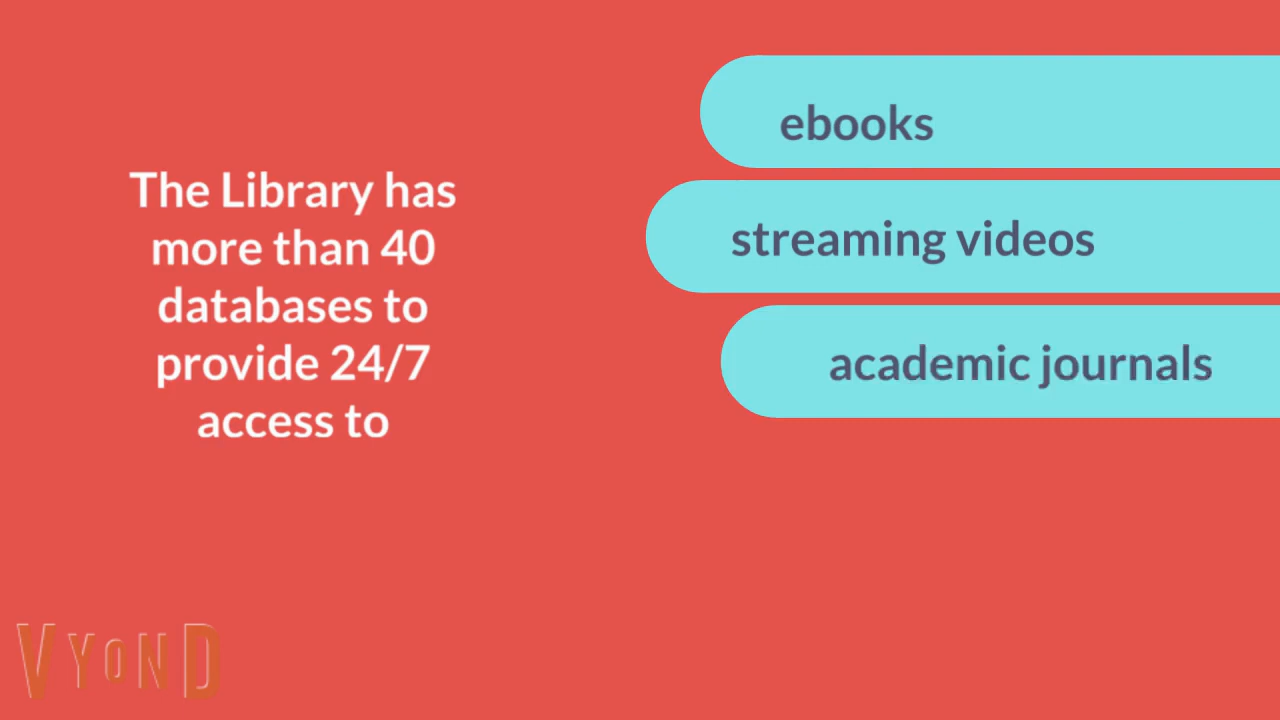 The Library has
more than 40
databases to
provide 24/7
access to
ebooks
streaming videos
academic journals
VYOND